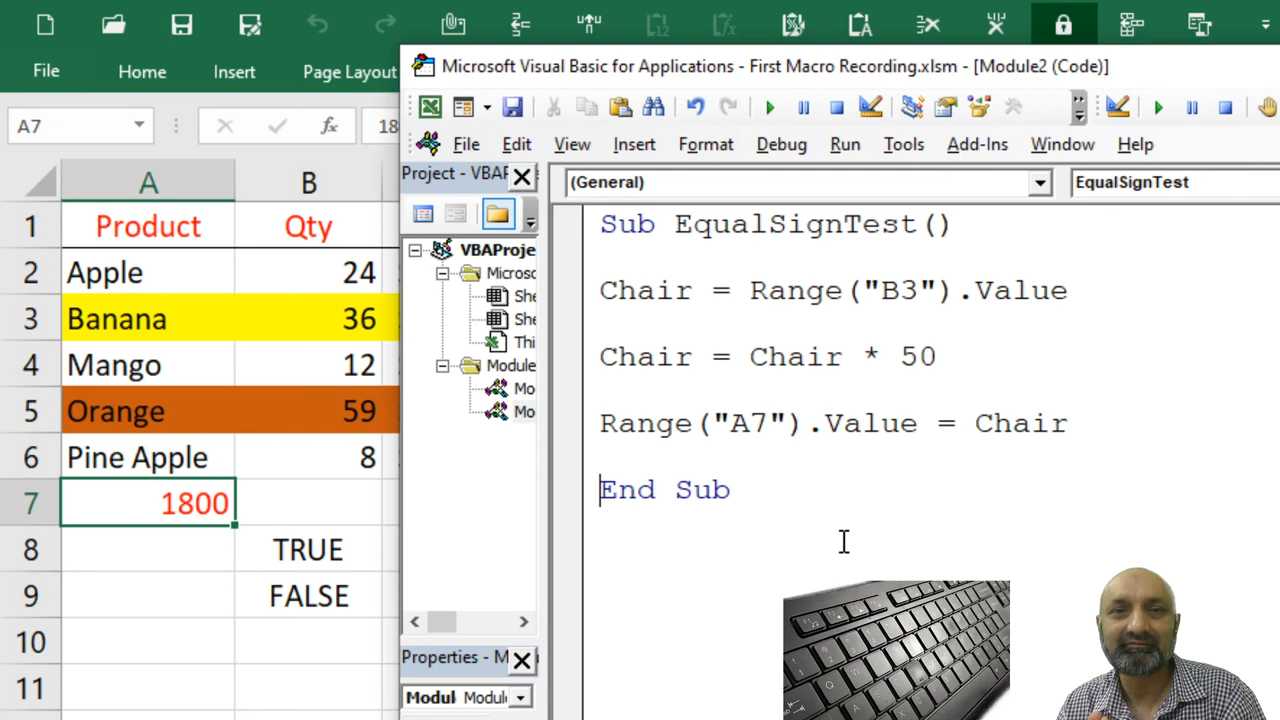 Microsoft Visual Basic for Applications - First Macro Recording.xlsm - [Module2 (Code)]
File Home Insert Page Layout
File Edit View Insert Format Debug Run Tools Add-Ins Window Help
A7 fx 18
Project - VBAP
(General) EqualSignTest
A B
1 Product Qty
2 Apple 24
3 Banana 36
4 Mango 12
5 Orange 59
6 Pine Apple 8
7 1800
8 TRUE
9 FALSE
10
11
VBAProje
Microsc
She
She
Thi
Module
Mo
Mo
Properties - M
Modul Modul
Sub EqualSignTest()
Chair = Range("B3").Value
Chair = Chair * 50
Range("A7").Value = Chair
End Sub